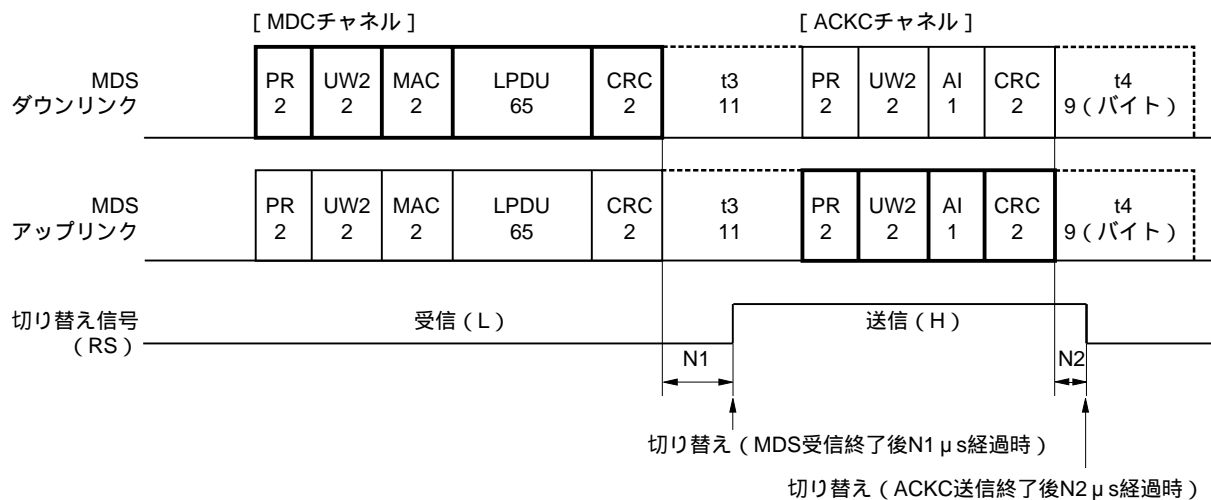 [ MDCチャネル ]
[ ACKCチャネル ]
MDS
ダウンリンク
PR
2
UW2
2
MAC
2
LPDU
65
CRC
2
t3
11
PR
2
UW2
2
AI
1
CRC
2
t4
9（バイト）
MDS
アップリンク
PR
2
UW2
2
MAC
2
LPDU
65
CRC
2
t3
11
PR
2
UW2
2
AI
1
CRC
2
t4
9（バイト）
切り替え信号
（RS）
受信（L）
送信（H）
N1
N2
切り替え（MDS受信終了後N1μs経過時）
切り替え（ACKC送信終了後N2μs経過時）